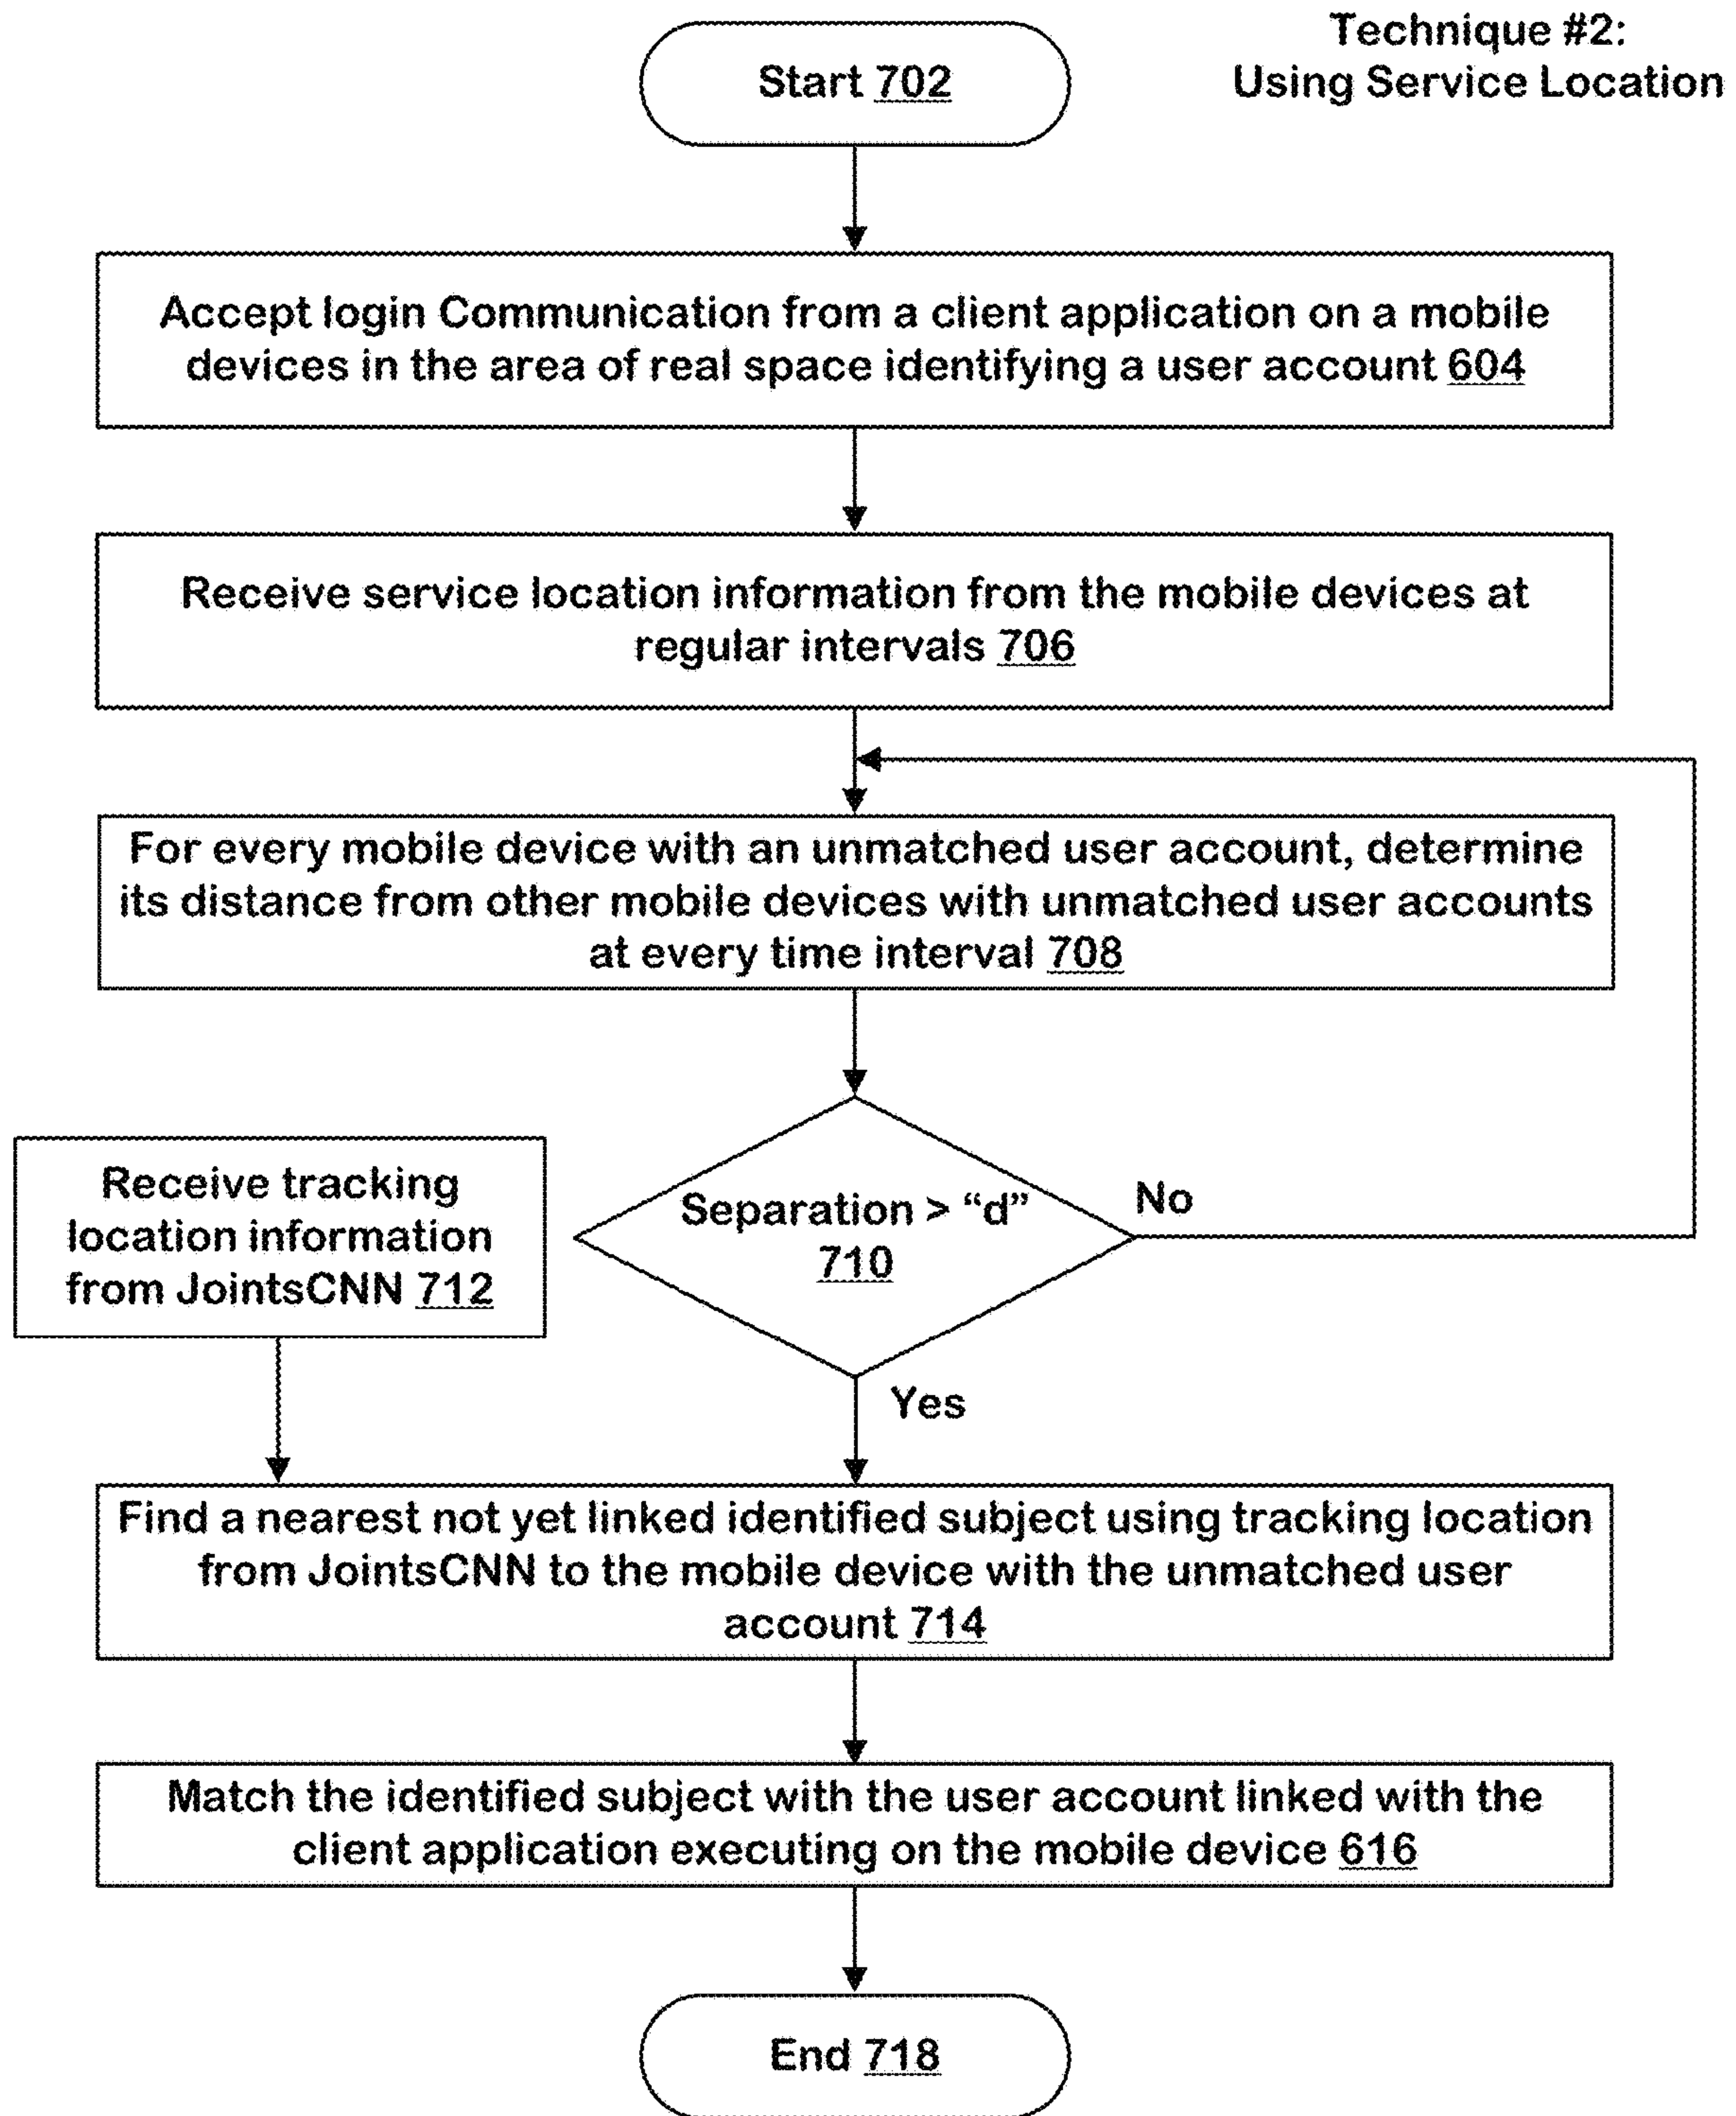 Technique #2:
Using Service Location
Start 702
Accept login Communication from a client application on a mobile
devices in the area of real space identifying a user account 604
Receive service location information from the mobile devices at
regular intervals 706
For every mobile device with an unmatched user account, determine
its distance from other mobile devices with unmatched user accounts
at every time interval 708
Separation > “d”
710
No
Receive tracking
location information
from JointsCNN 712
Yes
Find a nearest not yet linked identified subject using tracking location
from JointsCNN to the mobile device with the unmatched user
account 714
Match the identified subject with the user account linked with the
client application executing on the mobile device 616
End 718